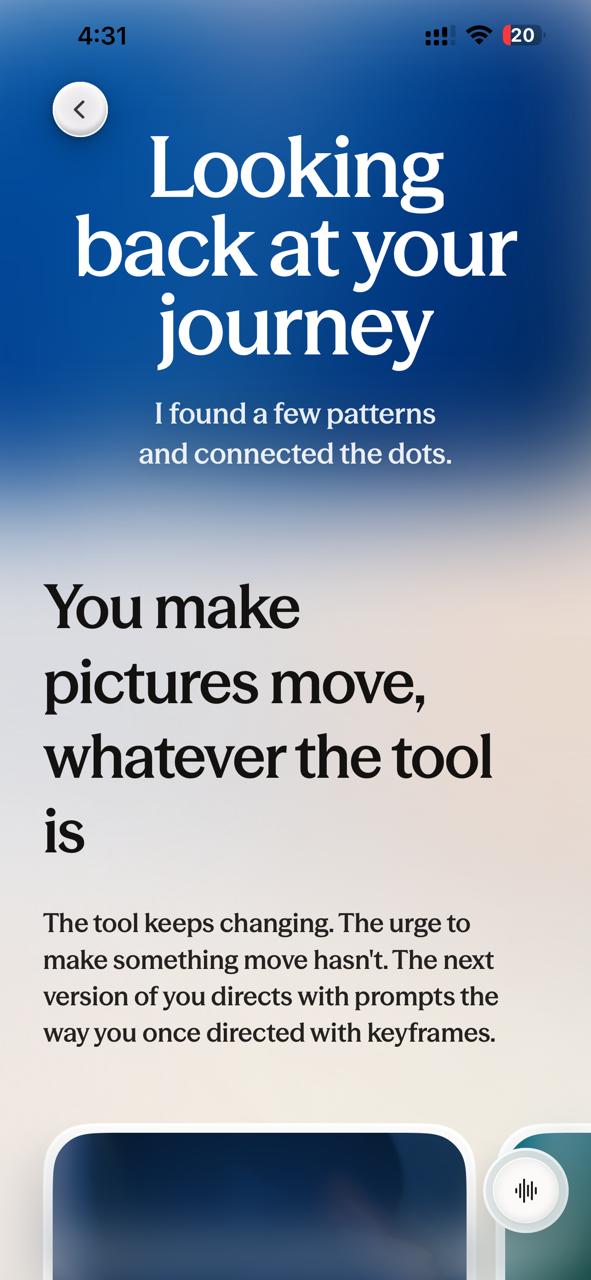 4:31
20
Looking
back at your
journey
I found a few patterns
and connected the dots.
You make
pictures move,
whatever the tool
is
The tool keeps changing. The urge to
make something move hasn't. The next
version of you directs with prompts the
way you once directed with keyframes.